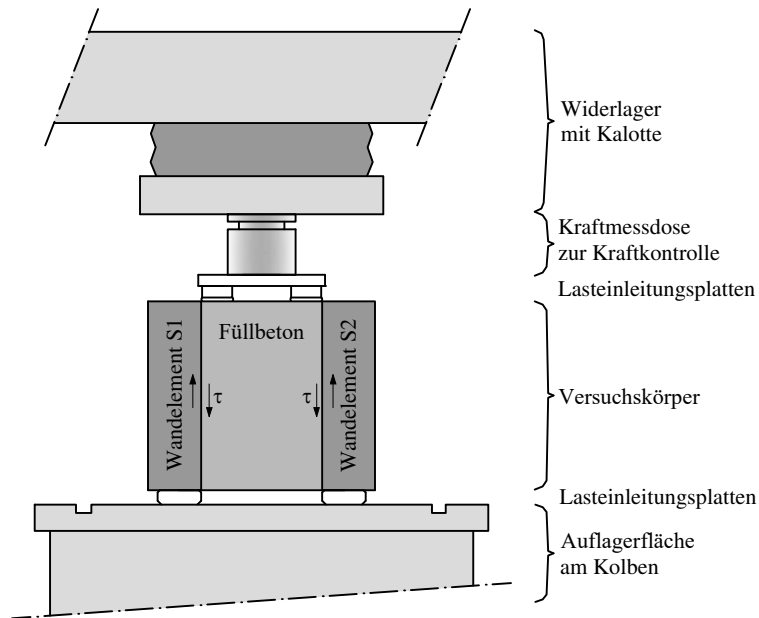 Widerlager
mit Kalotte
Kraftmessdose
zur Kraftkontrolle
Lasteinleitungsplatten
Wandelement S1
Füllbeton
Wandelement S2
τ
τ
Versuchskörper
Lasteinleitungsplatten
Auflagerfläche
am Kolben